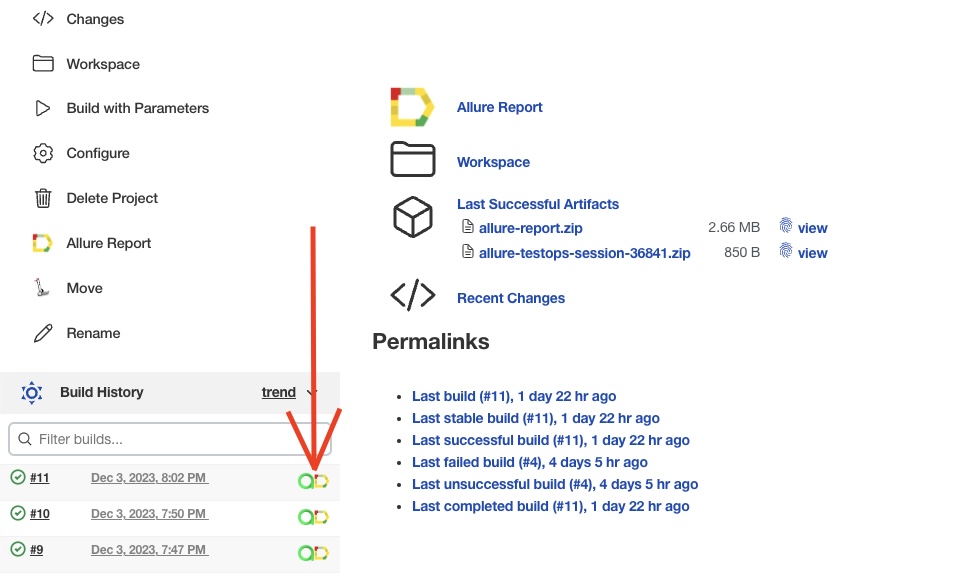 Changes
Workspace
Build with Parameters
Configure
Delete Project
Allure Report
Move
Rename
Build History trend
Filter builds...
#11 Dec 3, 2023, 8:02 PM
#10 Dec 3, 2023, 7:50 PM
#9 Dec 3, 2023, 7:47 PM
Allure Report
Workspace
Last Successful Artifacts
allure-report.zip 2.66 MB view
allure-testops-session-36841.zip 850 B view
Recent Changes
Permalinks
Last build (#11), 1 day 22 hr ago
Last stable build (#11), 1 day 22 hr ago
Last successful build (#11), 1 day 22 hr ago
Last failed build (#4), 4 days 5 hr ago
Last unsuccessful build (#4), 4 days 5 hr ago
Last completed build (#11), 1 day 22 hr ago